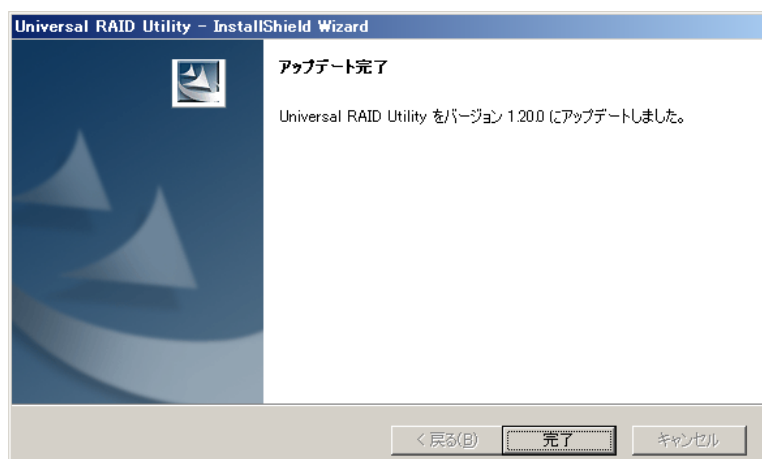 Universal RAID Utility - InstallShield Wizard
アップデート完了
Universal RAID Utility をバージョン 1.20.0 にアップデートしました。
< 戻る(B) 完了 キャンセル